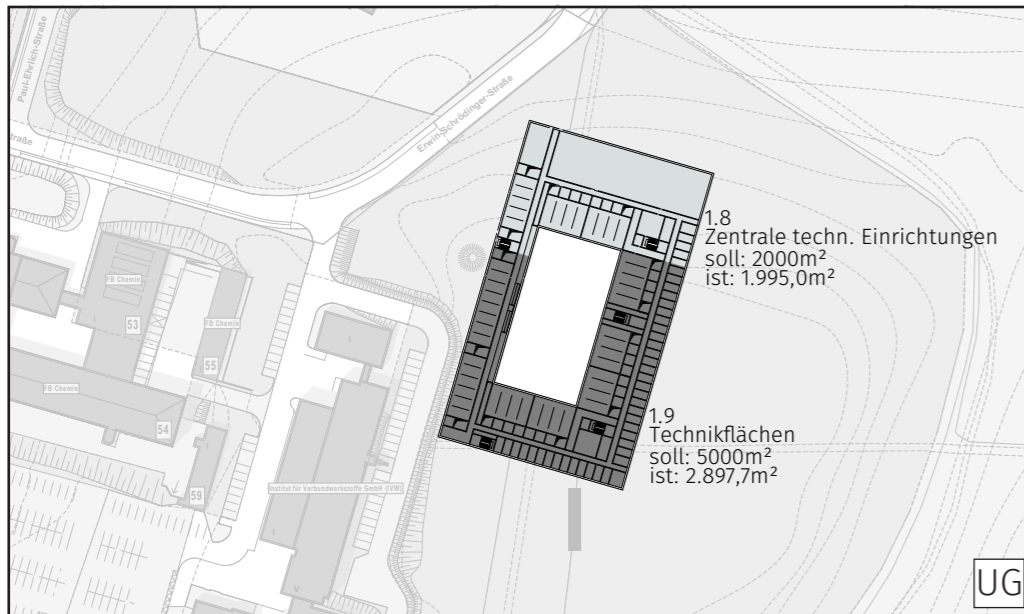 Paul-Ehrlich-Straße
Erwin-Schrödinger-Straße
traße
1.8
Zentrale techn. Einrichtungen
soll: 2000m²
ist: 1.995,0m²
FB Chemie
53
FB Chemie
55
FB Chemie
54
59
1.9
Technikflächen
soll: 5000m²
ist: 2.897,7m²
Institut für Verbundwerkstoffe GmbH (IVW)
UG